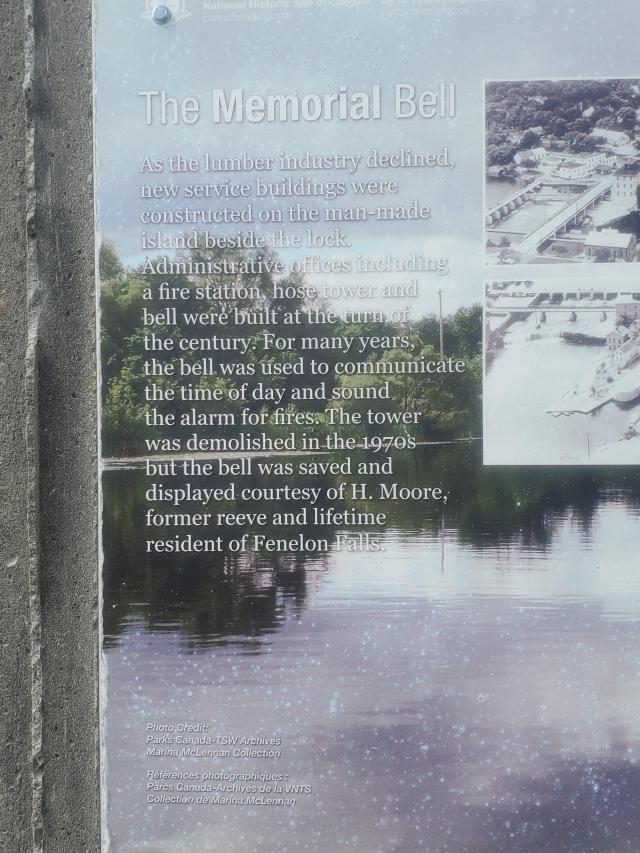 National Historic Site of Canada
The Memorial Bell
As the lumber industry declined,
new service buildings were
constructed on the man-made
island beside the lock.
Administrative offices including
a fire station, hose tower and
bell were built at the turn of
the century. For many years,
the bell was used to communicate
the time of day and sound
the alarm for fires. The tower
was demolished in the 1970s
but the bell was saved and
displayed courtesy of H. Moore,
former reeve and lifetime
resident of Fenelon Falls.
Photo Credit:
Parks Canada-TSW Archives
Marina McLennan Collection
Références photographiques :
Parcs Canada-Archives de la VNTS
Collection de Marina McLennan